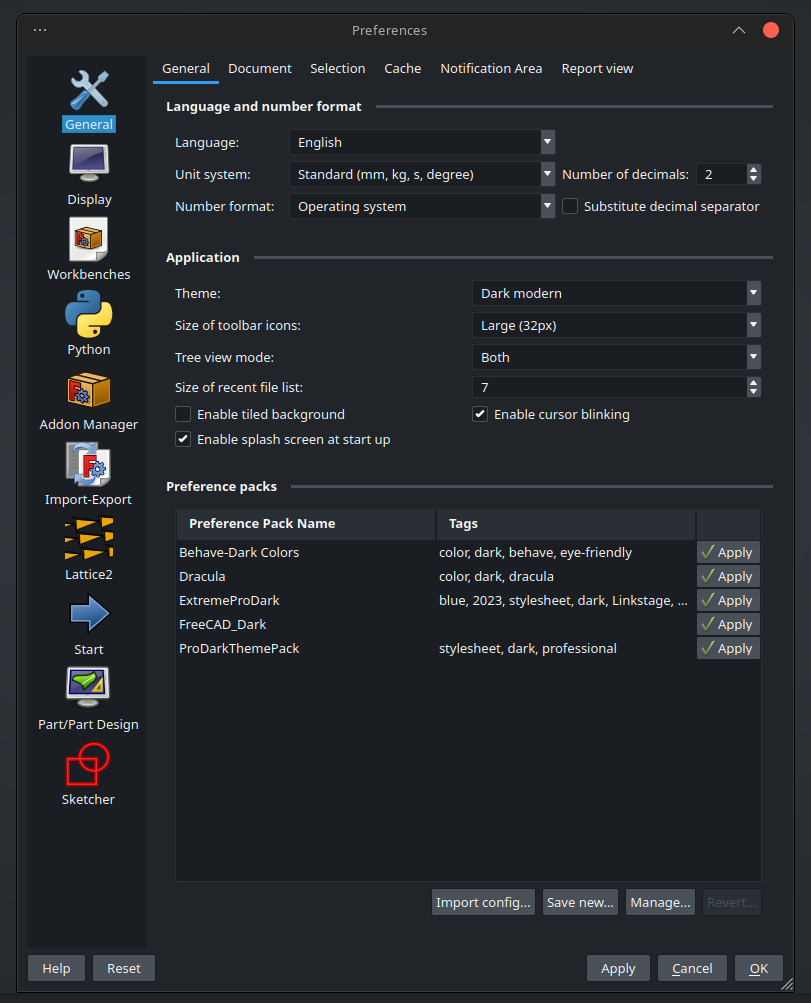 Preferences
General Document Selection Cache Notification Area Report view
General
Display
Workbenches
Python
Addon Manager
Import-Export
Lattice2
Start
Part/Part Design
Sketcher
Language and number format
Language: English
Unit system: Standard (mm, kg, s, degree) Number of decimals: 2
Number format: Operating system Substitute decimal separator
Application
Theme: Dark modern
Size of toolbar icons: Large (32px)
Tree view mode: Both
Size of recent file list: 7
Enable tiled background Enable cursor blinking
Enable splash screen at start up
Preference packs
Preference Pack Name Tags
Behave-Dark Colors color, dark, behave, eye-friendly Apply
Dracula color, dark, dracula Apply
ExtremeProDark blue, 2023, stylesheet, dark, Linkstage, ... Apply
FreeCAD_Dark Apply
ProDarkThemePack stylesheet, dark, professional Apply
Import config... Save new... Manage... Revert...
Help Reset Apply Cancel OK